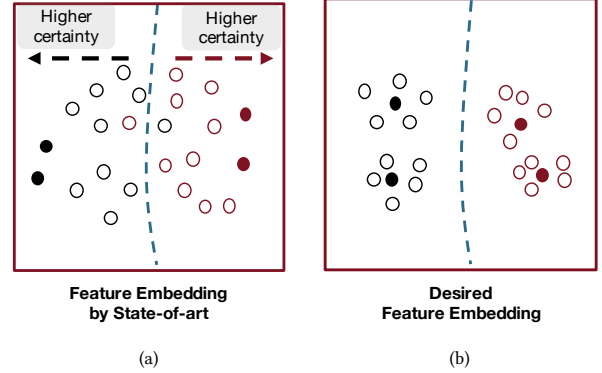 Higher
certainty
Higher
certainty
Feature Embedding
by State-of-art
Desired
Feature Embedding
(a)
(b)